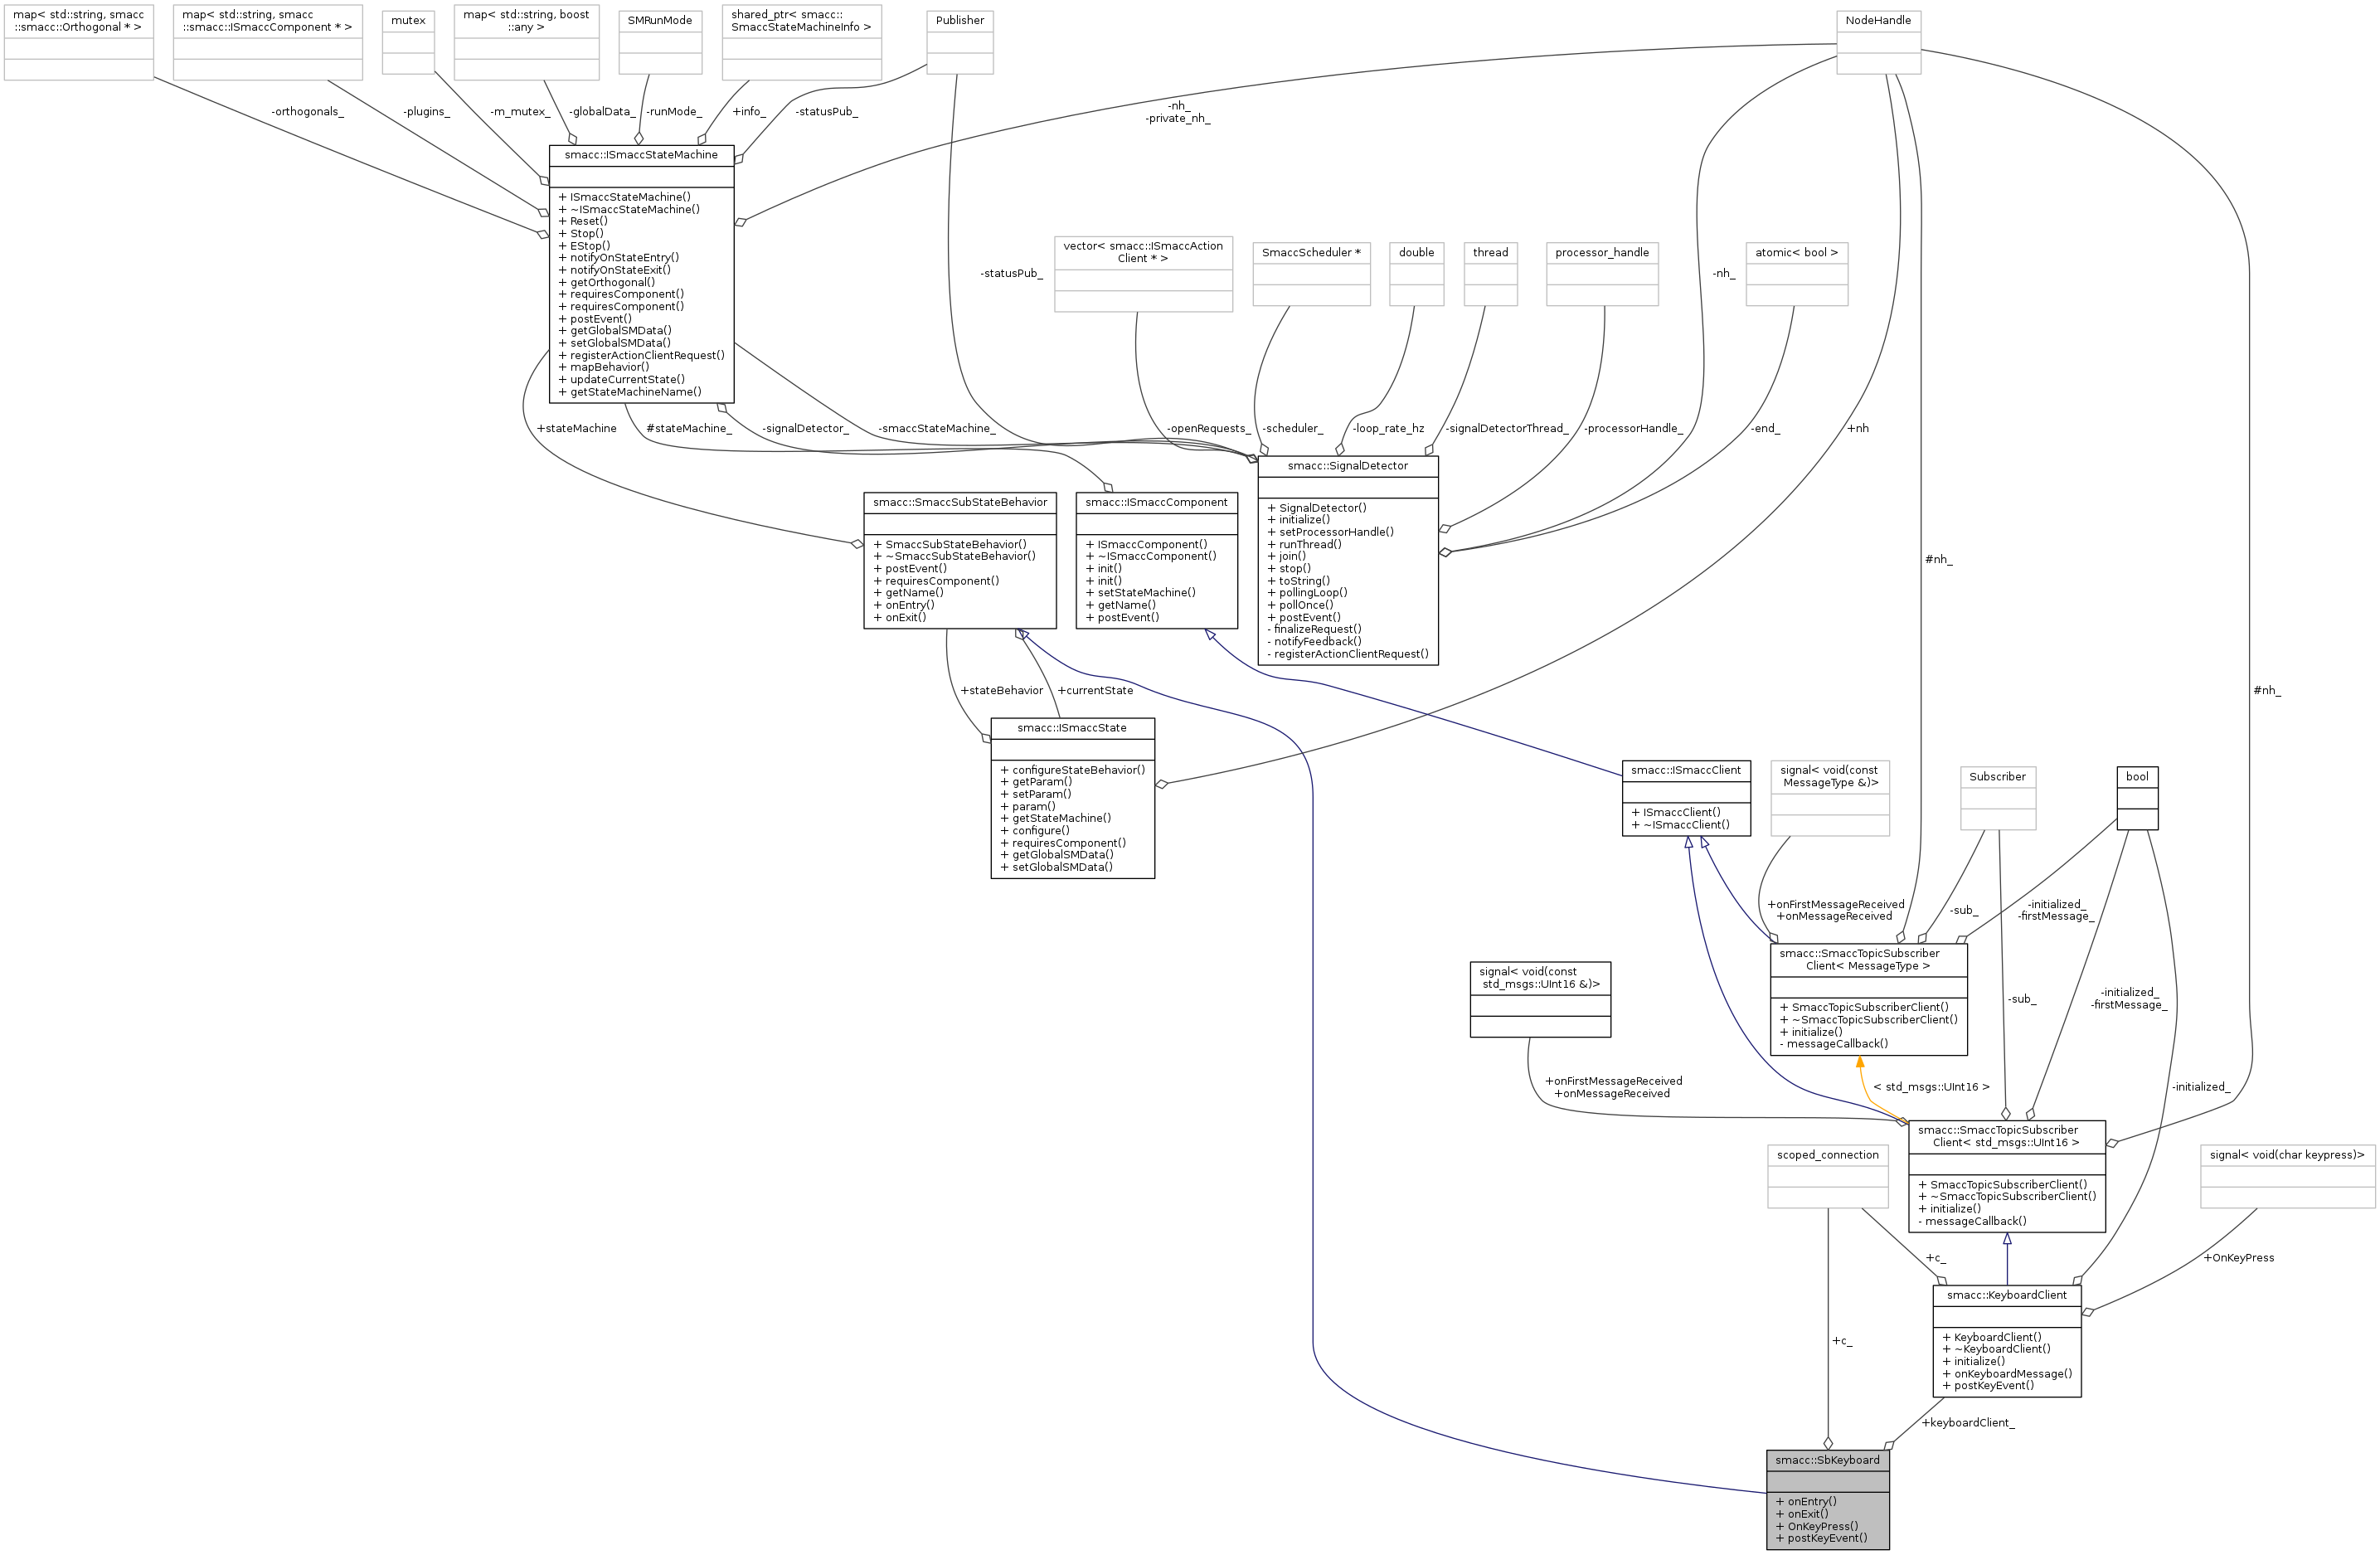 map< std::string, smacc
::smacc::Orthogonal * >
map< std::string, smacc
::smacc::ISmaccComponent * >
mutex
map< std::string, boost
::any >
SMRunMode
shared_ptr< smacc::
SmaccStateMachineInfo >
Publisher
NodeHandle
-orthogonals_
-plugins_
-m_mutex_
-globalData_
-runMode_
+info_
-statusPub_
-nh_
-private_nh_
smacc::ISmaccStateMachine
+ ISmaccStateMachine()
+ ~ISmaccStateMachine()
+ Reset()
+ Stop()
+ EStop()
+ notifyOnStateEntry()
+ notifyOnStateExit()
+ getOrthogonal()
+ requiresComponent()
+ requiresComponent()
+ postEvent()
+ getGlobalSMData()
+ setGlobalSMData()
+ registerActionClientRequest()
+ mapBehavior()
+ updateCurrentState()
+ getStateMachineName()
-statusPub_
vector< smacc::ISmaccAction
Client * >
SmaccScheduler *
double
thread
processor_handle
-nh_
atomic< bool >
+stateMachine
#stateMachine_
-signalDetector_
-smaccStateMachine_
-openRequests_
-scheduler_
-loop_rate_hz
-signalDetectorThread_
-processorHandle_
-end_
+nh
smacc::SignalDetector
+ SignalDetector()
+ initialize()
+ setProcessorHandle()
+ runThread()
+ join()
+ stop()
+ toString()
+ pollingLoop()
+ pollOnce()
+ postEvent()
- finalizeRequest()
- notifyFeedback()
- registerActionClientRequest()
smacc::SmaccSubStateBehavior
+ SmaccSubStateBehavior()
+ ~SmaccSubStateBehavior()
+ postEvent()
+ requiresComponent()
+ getName()
+ onEntry()
+ onExit()
smacc::ISmaccComponent
+ ISmaccComponent()
+ ~ISmaccComponent()
+ init()
+ init()
+ setStateMachine()
+ getName()
+ postEvent()
#nh_
+stateBehavior
+currentState
#nh_
smacc::ISmaccState
+ configureStateBehavior()
+ getParam()
+ setParam()
+ param()
+ getStateMachine()
+ configure()
+ requiresComponent()
+ getGlobalSMData()
+ setGlobalSMData()
smacc::ISmaccClient
+ ISmaccClient()
+ ~ISmaccClient()
signal< void(const
MessageType &)>
Subscriber
bool
+onFirstMessageReceived
+onMessageReceived
-sub_
-initialized_
-firstMessage_
smacc::SmaccTopicSubscriber
Client< MessageType >
+ SmaccTopicSubscriberClient()
+ ~SmaccTopicSubscriberClient()
+ initialize()
- messageCallback()
signal< void(const
std_msgs::UInt16 &)>
-sub_
-initialized_
-firstMessage_
+onFirstMessageReceived
+onMessageReceived
< std_msgs::UInt16 >
-initialized_
smacc::SmaccTopicSubscriber
Client< std_msgs::UInt16 >
+ SmaccTopicSubscriberClient()
+ ~SmaccTopicSubscriberClient()
+ initialize()
- messageCallback()
scoped_connection
signal< void(char keypress)>
+c_
+OnKeyPress
smacc::KeyboardClient
+ KeyboardClient()
+ ~KeyboardClient()
+ initialize()
+ onKeyboardMessage()
+ postKeyEvent()
+c_
+keyboardClient_
smacc::SbKeyboard
+ onEntry()
+ onExit()
+ OnKeyPress()
+ postKeyEvent()